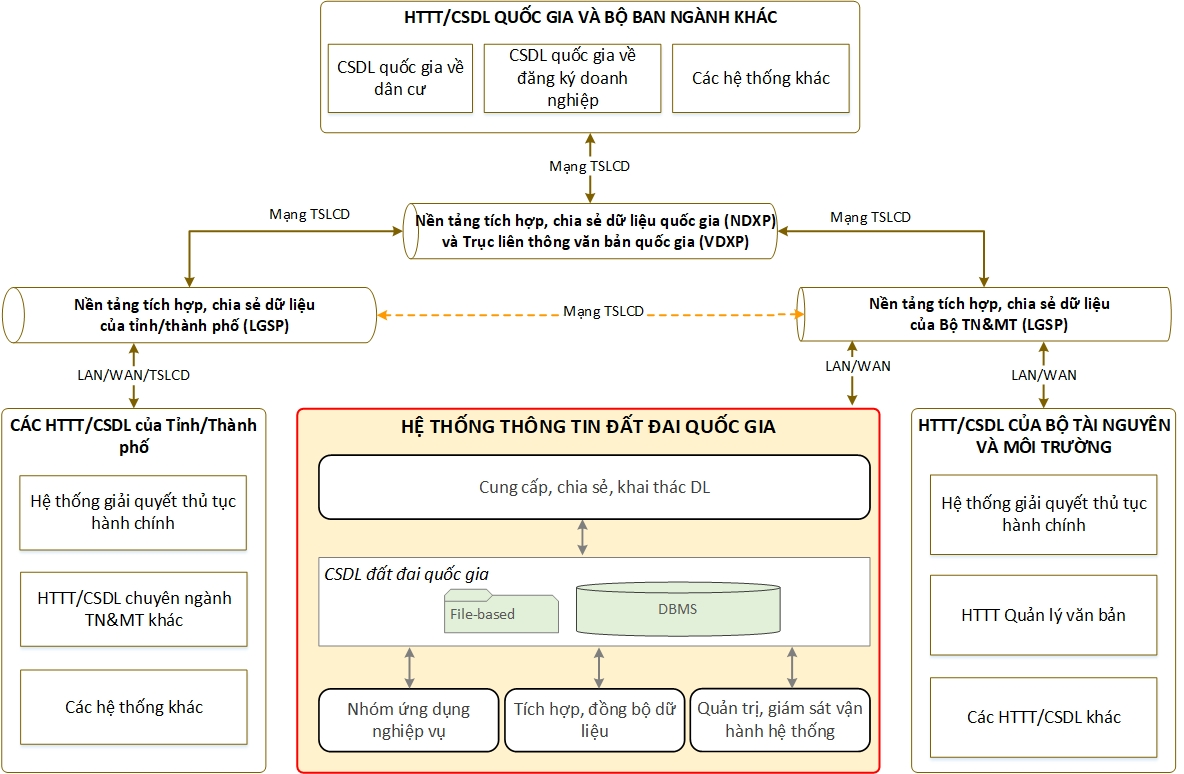 HTTT/CSDL QUỐC GIA VÀ BỘ BAN NGÀNH KHÁC
CSDL quốc gia về
dân cư
CSDL quốc gia về
đăng ký doanh
nghiệp
Các hệ thống khác
Mạng TSLCD
Mạng TSLCD
Nền tảng tích hợp, chia sẻ dữ liệu quốc gia (NDXP)
và Trục liên thông văn bản quốc gia (VDXP)
Mạng TSLCD
Nền tảng tích hợp, chia sẻ dữ liệu
của tỉnh/thành phố (LGSP)
Mạng TSLCD
Nền tảng tích hợp, chia sẻ dữ liệu
của Bộ TN&MT (LGSP)
LAN/WAN/TSLCD
LAN/WAN
LAN/WAN
CÁC HTTT/CSDL của Tỉnh/Thành
phố
Hệ thống giải quyết thủ tục
hành chính
HTTT/CSDL chuyên ngành
TN&MT khác
Các hệ thống khác
HỆ THỐNG THÔNG TIN ĐẤT ĐAI QUỐC GIA
Cung cấp, chia sẻ, khai thác DL
CSDL đất đai quốc gia
File-based
DBMS
Nhóm ứng dụng
nghiệp vụ
Tích hợp, đồng bộ dữ
liệu
Quản trị, giám sát vận
hành hệ thống
HTTT/CSDL CỦA BỘ TÀI NGUYÊN
VÀ MÔI TRƯỜNG
Hệ thống giải quyết thủ tục
hành chính
HTTT Quản lý văn bản
Các HTTT/CSDL khác